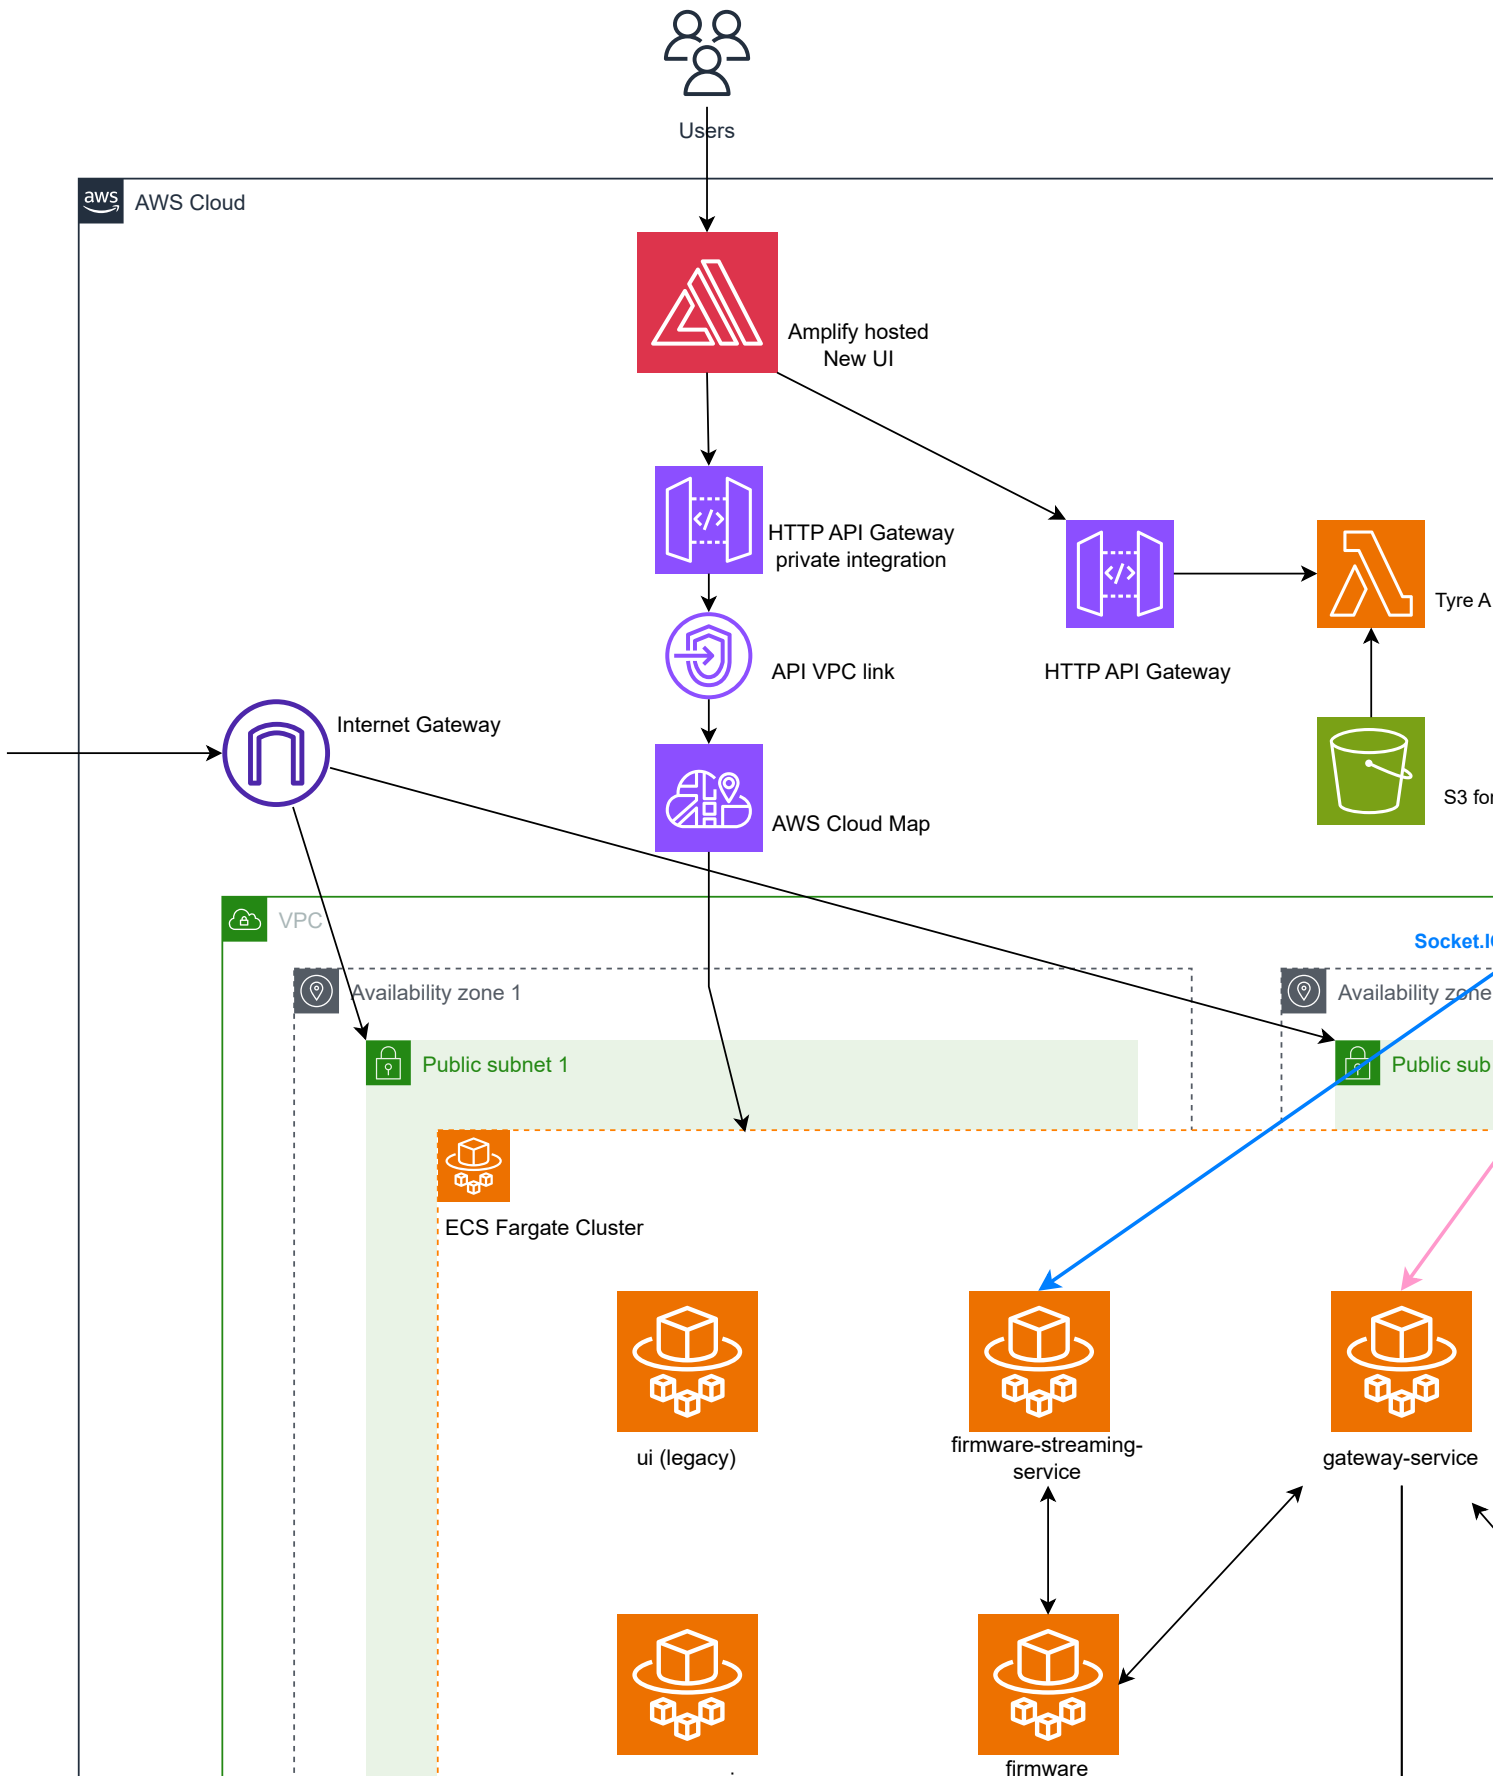 Users
aws
AWS Cloud
Amplify hosted
New UI
HTTP API Gateway
private integration
Tyre A
API VPC link
HTTP API Gateway
Internet Gateway
S3 for
AWS Cloud Map
VPC
Socket.IO
Availability zone 1
Availability zone
Public subnet 1
Public sub
ECS Fargate Cluster
ui (legacy)
firmware-streaming-
service
gateway-service
firmware